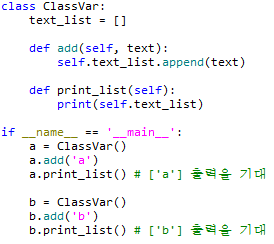 class ClassVar:
    text_list = []
    def add(self, text):
        self.text_list.append(text)
    def print_list(self):
        print(self.text_list)
if __name__ == '__main__':
    a = ClassVar()
    a.add('a')
    a.print_list() # ['a'] 출력을 기대
    b = ClassVar()
    b.add('b')
    b.print_list() # ['b'] 출력을 기대